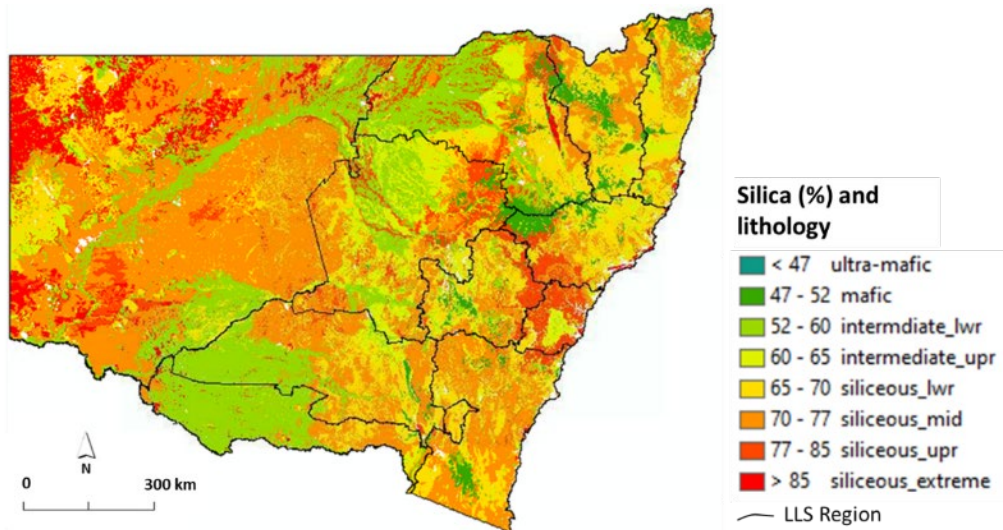 N
0 300 km
Silica (%) and
lithology
< 47 ultra-mafic
47 - 52 mafic
52 - 60 intermdiate_lwr
60 - 65 intermediate_upr
65 - 70 siliceous_lwr
70 - 77 siliceous_mid
77 - 85 siliceous_upr
> 85 siliceous_extreme
LLS Region